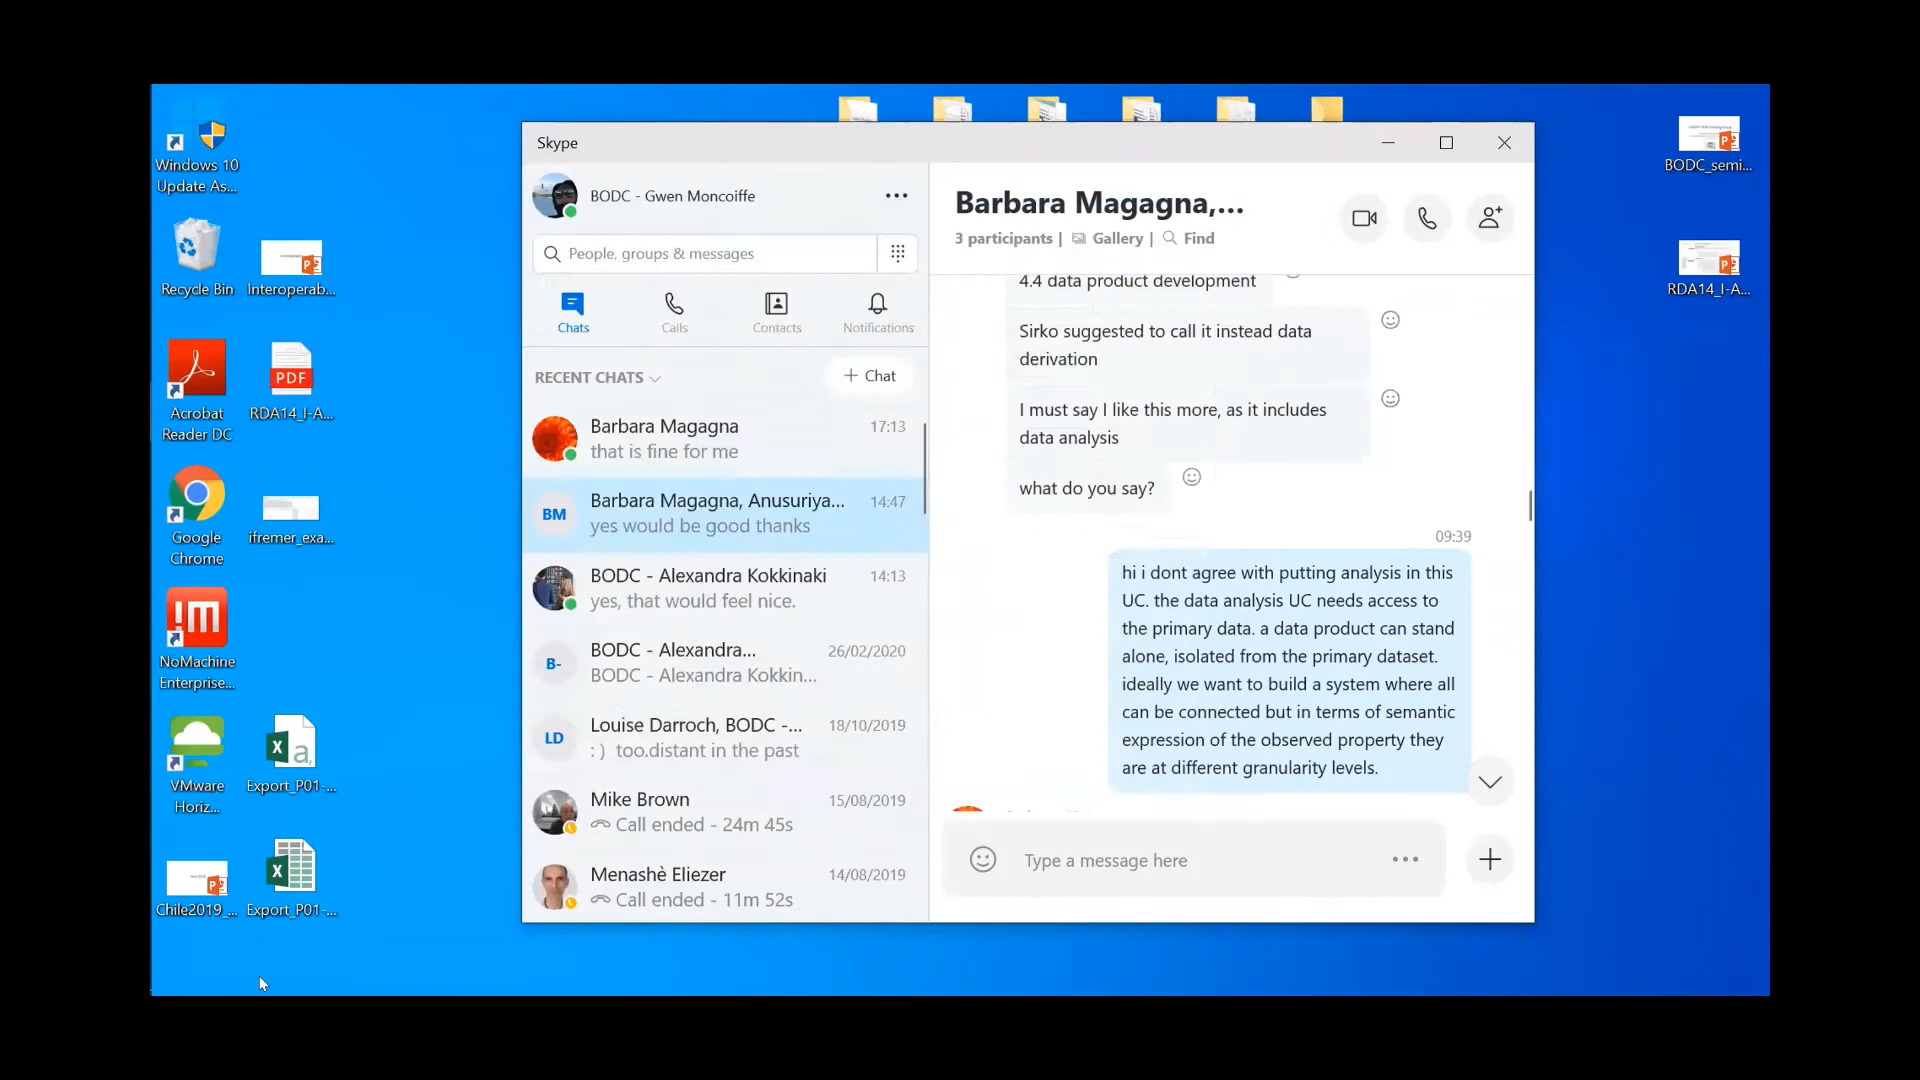 Windows 10
Update As...
Recycle Bin
Interoperab...
Acrobat
Reader DC
PDF
RDA14_I-A...
Google
Chrome
ifremer_exa...
NoMachine
Enterprise...
VMware
Horiz...
Export_P01-...
Chile2019_...
Export_P01-...
BODC_semi...
RDA14_I-A...
Skype
BODC - Gwen Moncoiffe
People, groups & messages
Chats
Calls
Contacts
Notifications
RECENT CHATS
+ Chat
Barbara Magagna
17:13
that is fine for me
BM
Barbara Magagna, Anusuriya...
14:47
yes would be good thanks
BODC - Alexandra Kokkinaki
14:13
yes, that would feel nice.
B-
BODC - Alexandra...
26/02/2020
BODC - Alexandra Kokkin...
LD
Louise Darroch, BODC -...
18/10/2019
: ) too.distant in the past
Mike Brown
15/08/2019
Call ended - 24m 45s
Menashè Eliezer
14/08/2019
Call ended - 11m 52s
Barbara Magagna,...
3 participants | Gallery | Find
4.4 data product development
Sirko suggested to call it instead data
derivation
I must say I like this more, as it includes
data analysis
what do you say?
09:39
hi i dont agree with putting analysis in this
UC. the data analysis UC needs access to
the primary data. a data product can stand
alone, isolated from the primary dataset.
ideally we want to build a system where all
can be connected but in terms of semantic
expression of the observed property they
are at different granularity levels.
Type a message here